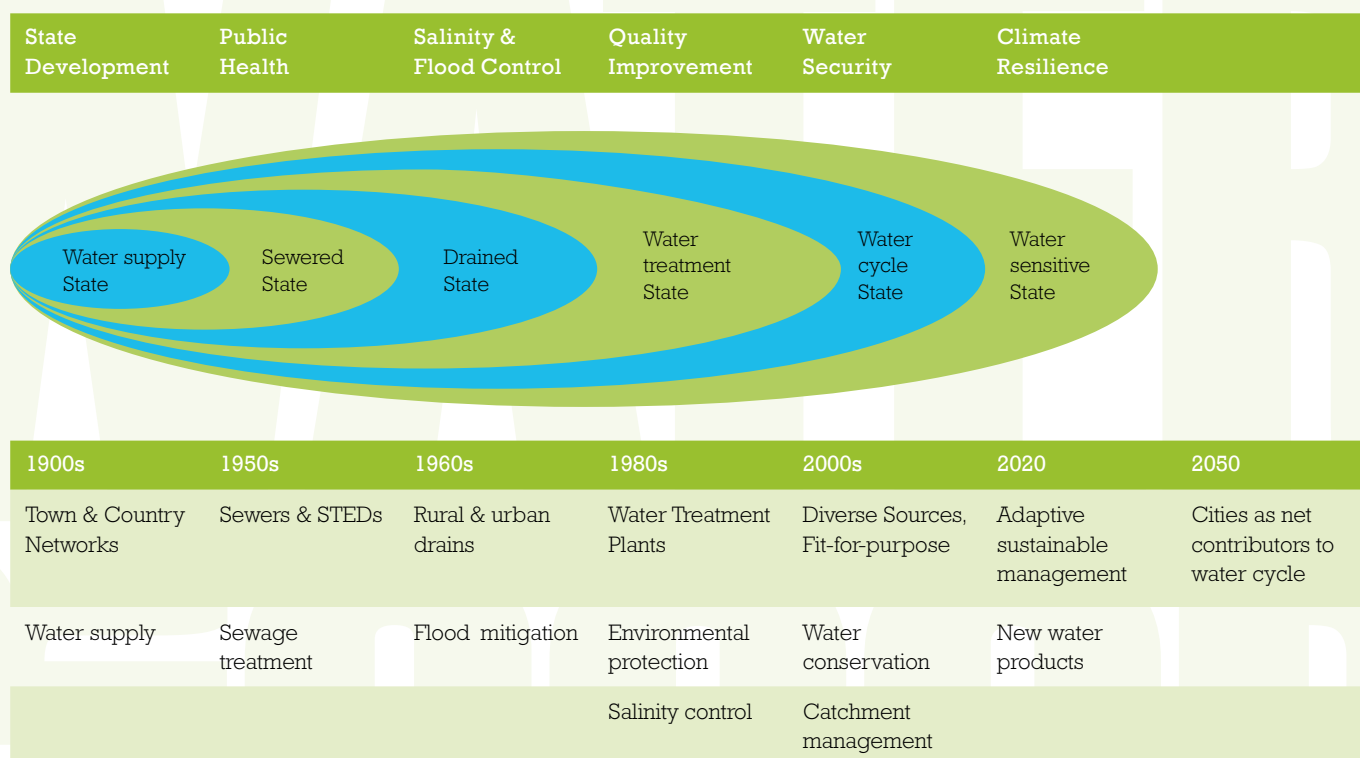 State
Development
Public
Health
Salinity &
Flood Control
Quality
Improvement
Water
Security
Climate
Resilience
Water supply
State
Sewered
State
Drained
State
Water
treatment
State
Water
cycle
State
Water
sensitive
State
1900s
1950s
1960s
1980s
2000s
2020
2050
Town & Country
Networks
Sewers & STEDs
Rural & urban
drains
Water Treatment
Plants
Diverse Sources,
Fit-for-purpose
Adaptive
sustainable
management
Cities as net
contributors to
water cycle
Water supply
Sewage
treatment
Flood mitigation
Environmental
protection
Water
conservation
New water
products
Salinity control
Catchment
management